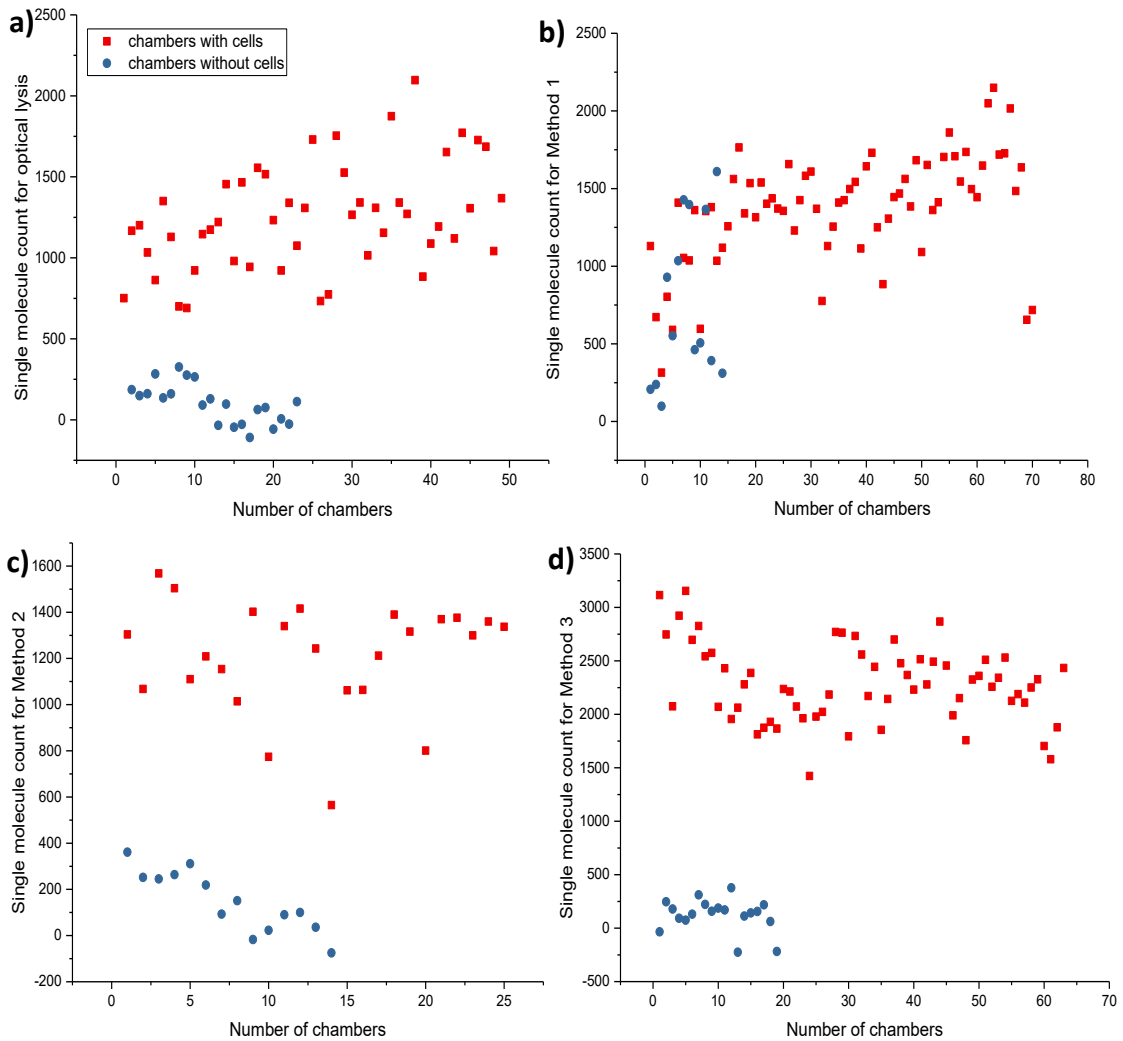 a)
chambers with cells
chambers without cells
Single molecule count for optical lysis
2500
2000
1500
1000
500
0
0 10 20 30 40 50
Number of chambers
b)
Single molecule count for Method 1
2500
2000
1500
1000
500
0
0 10 20 30 40 50 60 70 80
Number of chambers
c)
Single molecule count for Method 2
1600
1400
1200
1000
800
600
400
200
0
-200
0 5 10 15 20 25
Number of chambers
d)
Single molecule count for Method 3
3500
3000
2500
2000
1500
1000
500
0
-500
0 10 20 30 40 50 60 70
Number of chambers